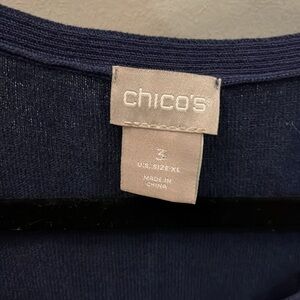 chico's
3
U.S. SIZE XL
MADE IN
CHINA